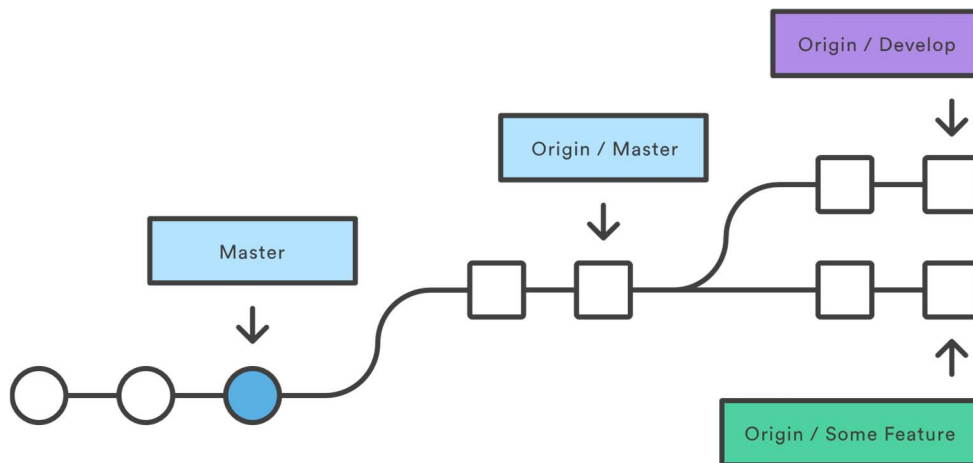 Origin / Develop
Origin / Master
Master
Origin / Some Feature